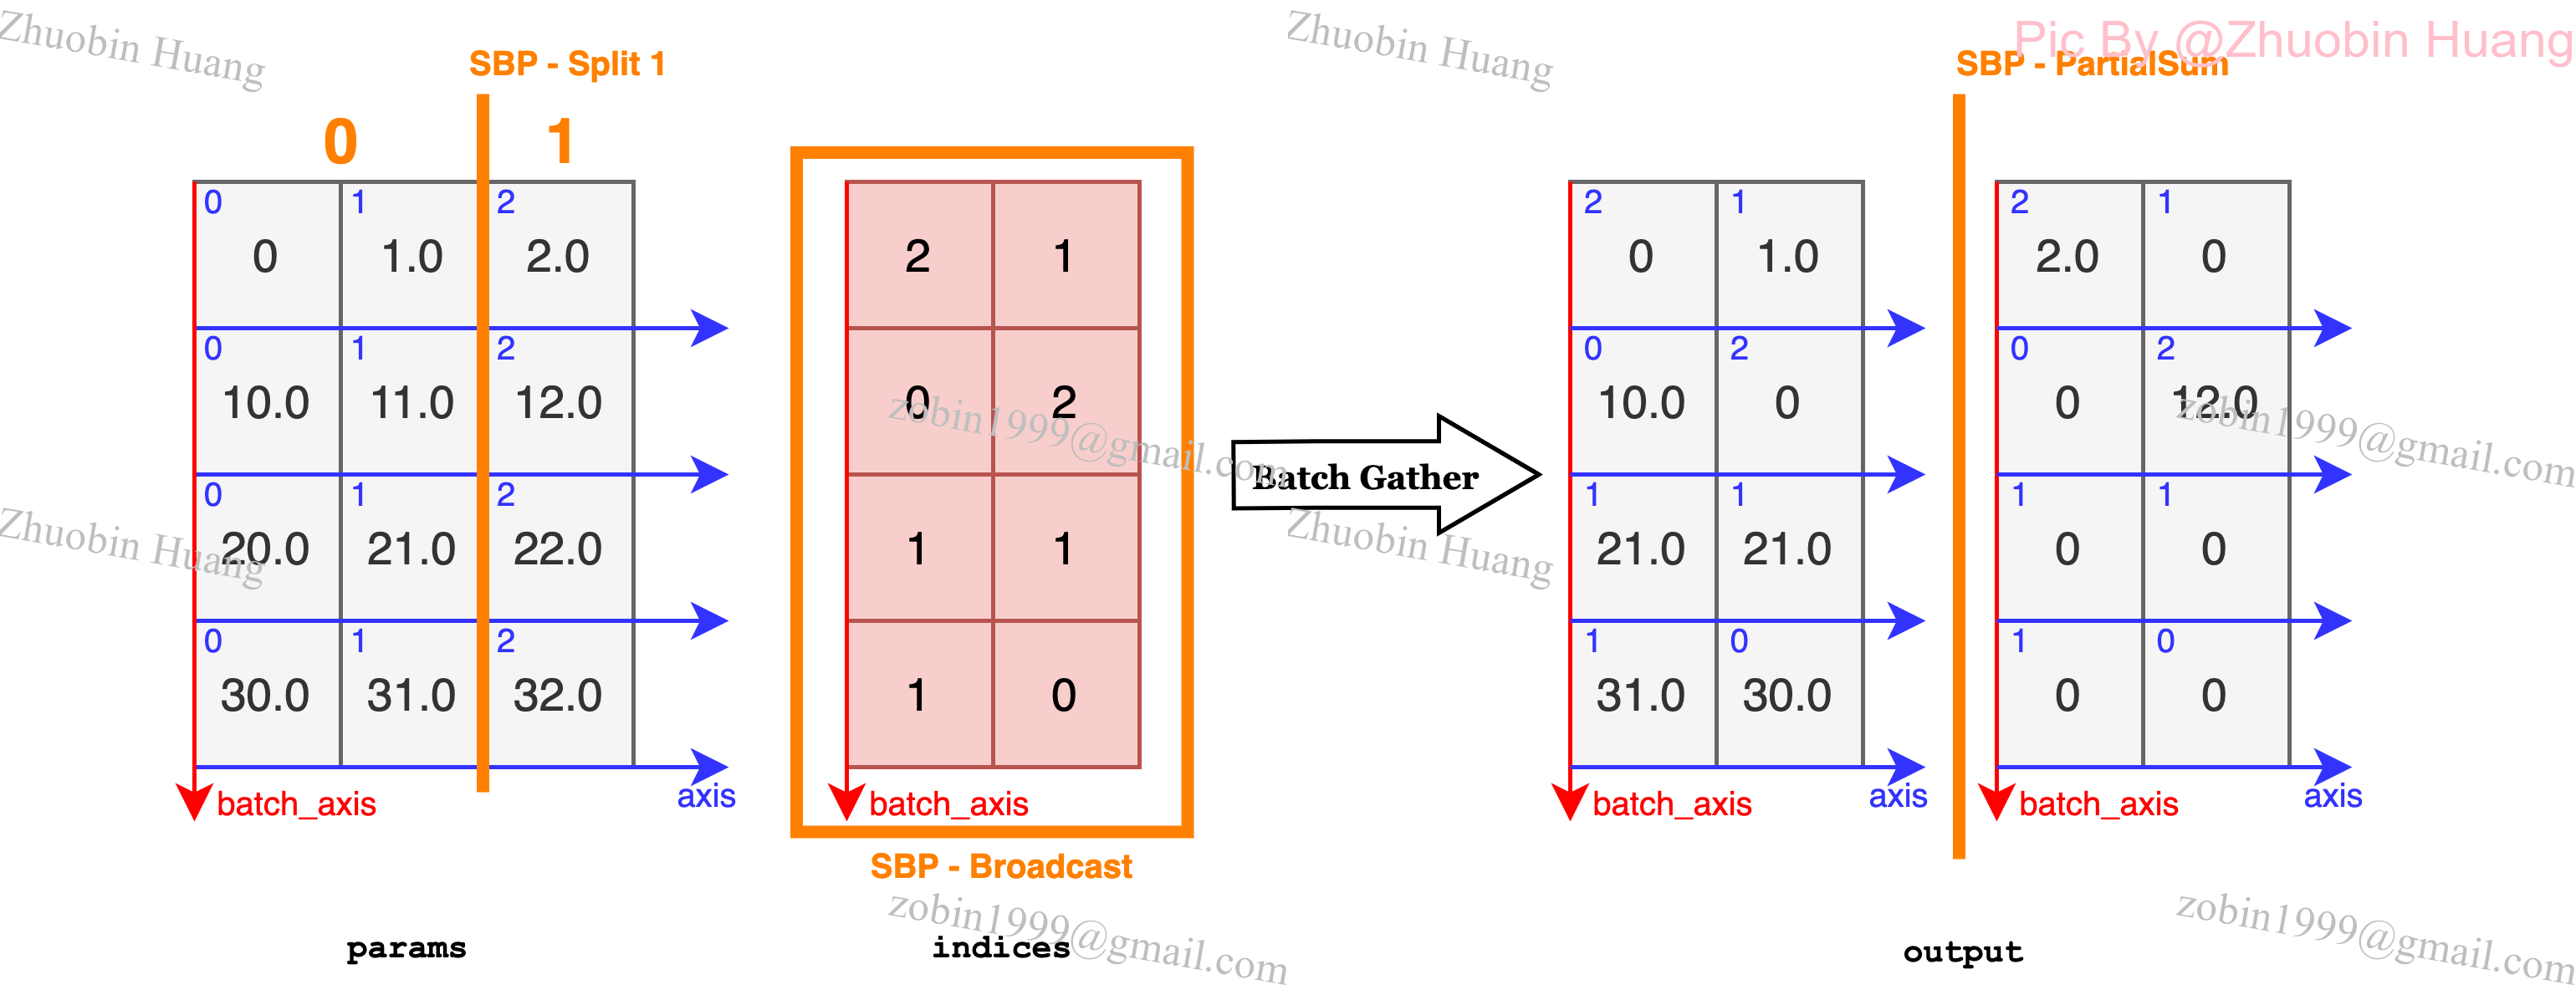 Zhuobin Huang
Zhuobin Huang
Pic By @Zhuobin Huang
SBP - Split 1
SBP - PartialSum
0 1
0 1 2
0 1.0 2.0
0 1 2
10.0 11.0 12.0
0 1 2
20.0 21.0 22.0
0 1 2
30.0 31.0 32.0
batch_axis
axis
Zhuobin Huang
params
2 1
0 2
1 1
1 0
batch_axis
SBP - Broadcast
indices
zobin1999@gmail.com
zobin1999@gmail.com
Batch Gather
Zhuobin Huang
2 1
0 1.0
0 2
10.0 0
1 1
21.0 21.0
1 0
31.0 30.0
batch_axis
axis
2 1
2.0 0
0 2
0 12.0
1 1
0 0
1 0
0 0
batch_axis
axis
output
zobin1999@gmail.com
zobin1999@gmail.com